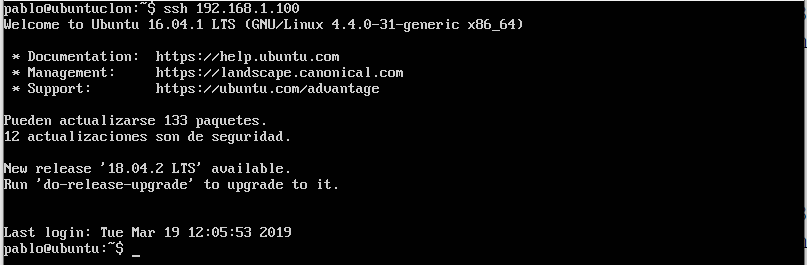 pablo@ubuntuclon:~$ ssh 192.168.1.100
Welcome to Ubuntu 16.04.1 LTS (GNU/Linux 4.4.0-31-generic x86_64)
* Documentation:  https://help.ubuntu.com
* Management:     https://landscape.canonical.com
* Support:        https://ubuntu.com/advantage
Pueden actualizarse 133 paquetes.
12 actualizaciones son de seguridad.
New release '18.04.2 LTS' available.
Run 'do-release-upgrade' to upgrade to it.
Last login: Tue Mar 19 12:05:53 2019
pablo@ubuntu:~$ _